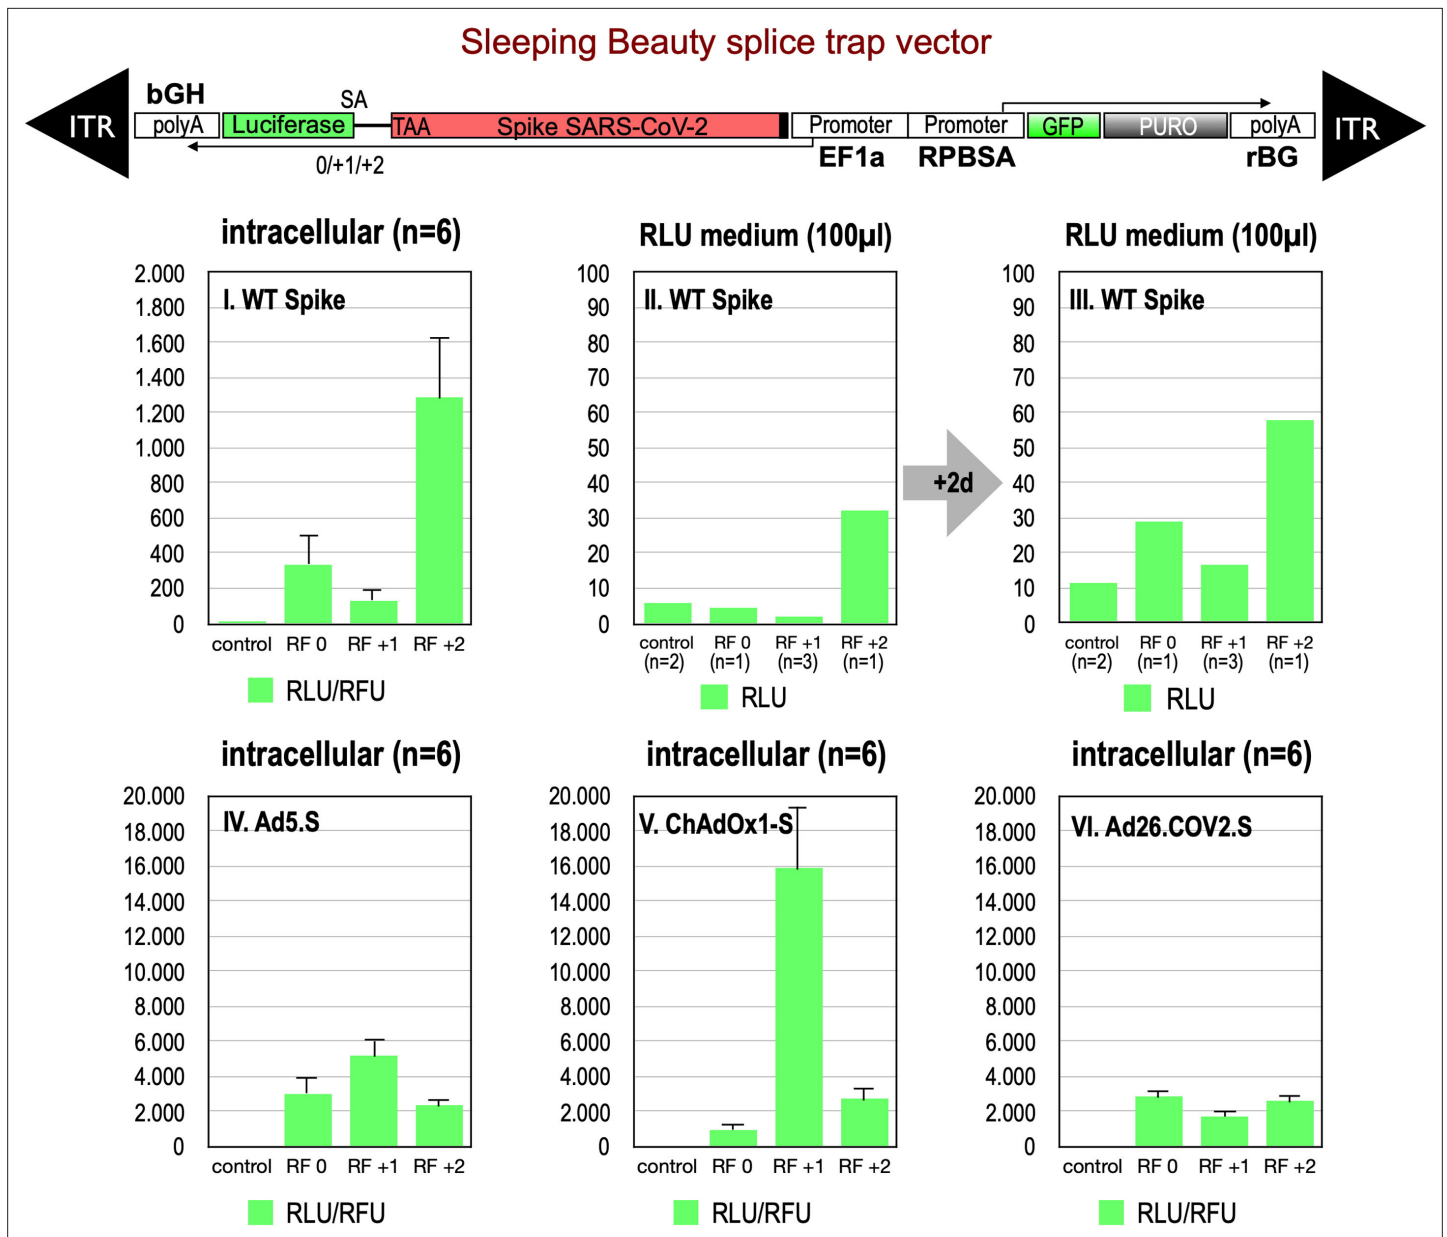 Sleeping Beauty splice trap vector
ITR
bGH
polyA
Luciferase
SA
TAA
Spike SARS-CoV-2
Promoter
Promoter
GFP
PURO
polyA
ITR
0/+1/+2
EF1a
RPBSA
rBG
intracellular (n=6)
I. WT Spike
2.000
1.800
1.600
1.400
1.200
1.000
800
600
400
200
0
control RF 0 RF +1 RF +2
RLU/RFU
RLU medium (100µl)
II. WT Spike
100
90
80
70
60
50
40
30
20
10
0
control RF 0 RF +1 RF +2
(n=2) (n=1) (n=3) (n=1)
RLU
+2d
RLU medium (100µl)
III. WT Spike
100
90
80
70
60
50
40
30
20
10
0
control RF 0 RF +1 RF +2
(n=2) (n=1) (n=3) (n=1)
RLU
intracellular (n=6)
IV. Ad5.S
20.000
18.000
16.000
14.000
12.000
10.000
8.000
6.000
4.000
2.000
0
control RF 0 RF +1 RF +2
RLU/RFU
intracellular (n=6)
V. ChAdOx1-S
20.000
18.000
16.000
14.000
12.000
10.000
8.000
6.000
4.000
2.000
0
control RF 0 RF +1 RF +2
RLU/RFU
intracellular (n=6)
VI. Ad26.COV2.S
20.000
18.000
16.000
14.000
12.000
10.000
8.000
6.000
4.000
2.000
0
control RF 0 RF +1 RF +2
RLU/RFU